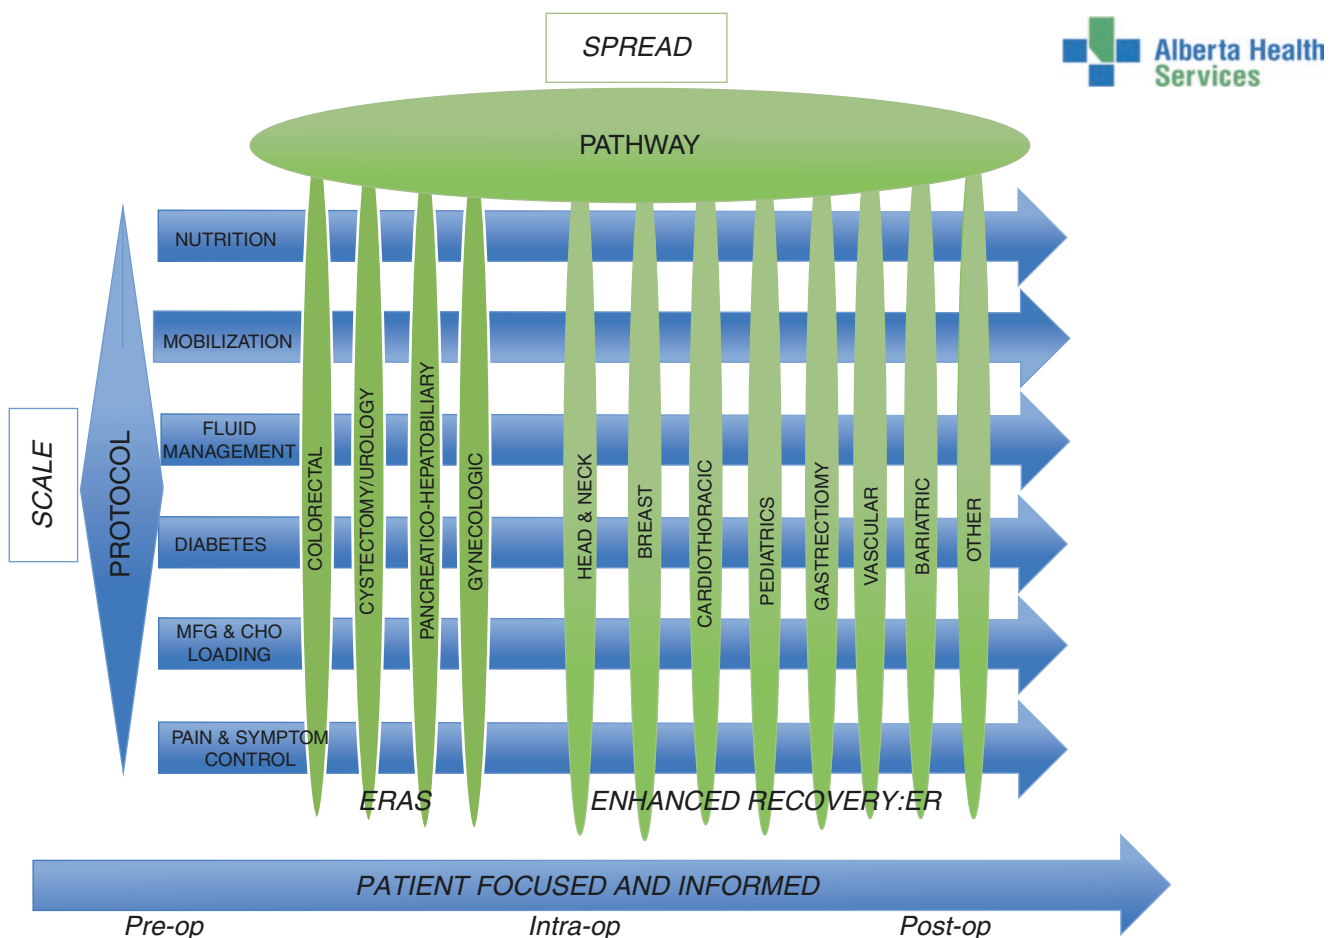 SPREAD
Alberta Health
Services
PATHWAY
NUTRITION
MOBILIZATION
FLUID
MANAGEMENT
DIABETES
MFG & CHO
LOADING
PAIN & SYMPTOM
CONTROL
SCALE
PROTOCOL
COLORECTAL
CYSTECTOMY/UROLOGY
PANCREATICO-HEPATOBILIARY
GYNECOLOGIC
HEAD & NECK
BREAST
CARDIOTHORACIC
PEDIATRICS
GASTRECTIOMY
VASCULAR
BARIATRIC
OTHER
ERAS
ENHANCED RECOVERY:ER
PATIENT FOCUSED AND INFORMED
Pre-op
Intra-op
Post-op